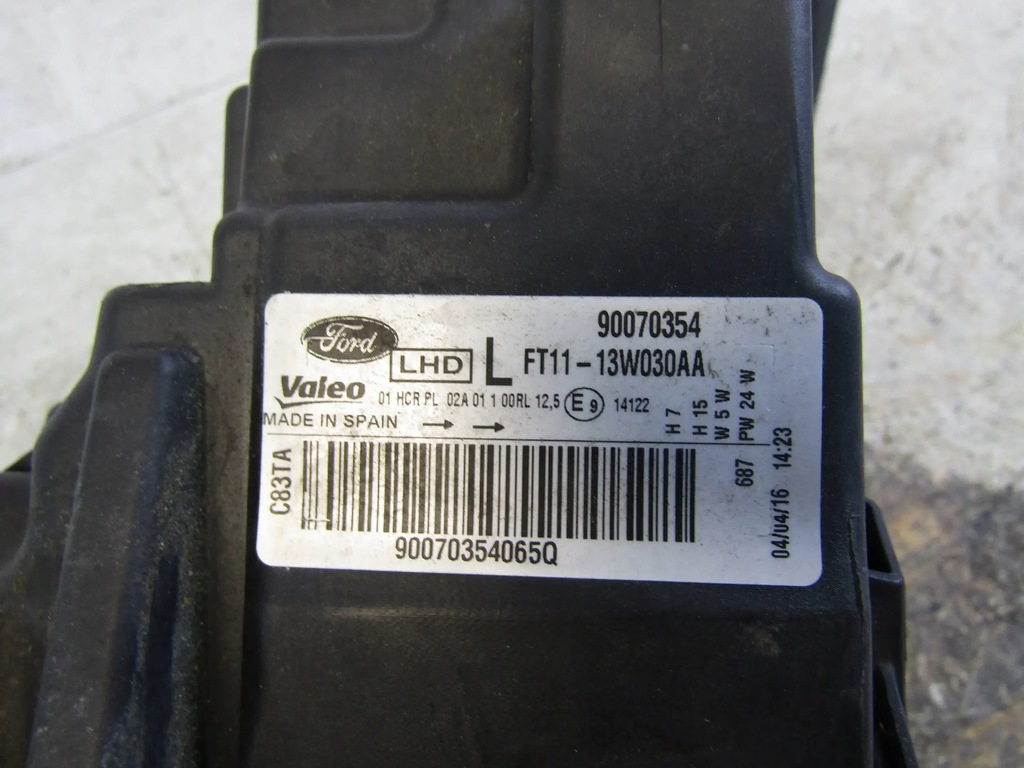 90070354
Ford
LHD L FT11-13W030AA
Valeo 01 HCR PL 02A 01 1 00RL 12,5 E9 14122
MADE IN SPAIN
H 7
H 15
W 5 W
PW 24 W
C83TA
687
04/04/16 14:23
90070354065Q